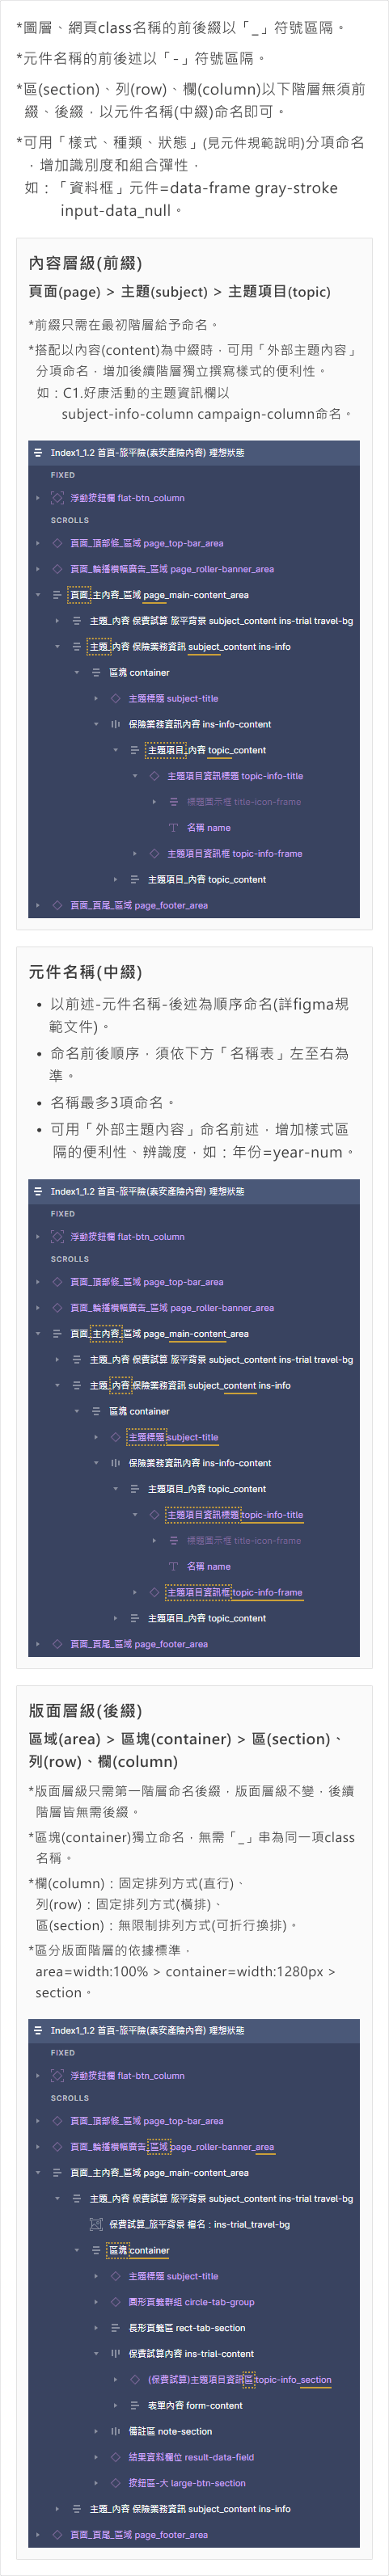 *圖層、網頁class名稱的前後綴以「_」符號區隔。
*元件名稱的前後述以「-」符號區隔。
*區(section)、列(row)、欄(column)以下階層無須前
綴、後綴，以元件名稱(中綴)命名即可。
*可用「樣式、種類、狀態」(見元件規範說明)分項命名
，增加識別度和組合彈性，
如：「資料框」元件=data-frame gray-stroke
input-data_null。
內容層級(前綴)
頁面(page) > 主題(subject) > 主題項目(topic)
*前綴只需在最初階層給予命名。
*搭配以內容(content)為中綴時，可用「外部主題內容」
分項命名，增加後續階層獨立撰寫樣式的便利性。
如：C1.好康活動的主題資訊欄以
subject-info-column campaign-column命名。
Index1_1.2 首頁-旅平險(泰安產險內容) 理想狀態
FIXED
浮動按鈕欄 flat-btn_column
SCROLLS
頁面_頂部條_區域 page_top-bar_area
頁面_輪播橫幅廣告_區域 page_roller-banner_area
頁面_主內容_區域 page_main-content_area
主題_內容 保費試算 旅平背景 subject_content ins-trial travel-bg
主題_內容 保險業務資訊 subject_content ins-info
區塊 container
主題標題 subject-title
保險業務資訊內容 ins-info-content
主題項目_內容 topic_content
主題項目資訊標題 topic-info-title
標題圖示框 title-icon-frame
名稱 name
主題項目資訊框 topic-info-frame
主題項目_內容 topic_content
頁面_頁尾_區域 page_footer_area
元件名稱(中綴)
• 以前述-元件名稱-後述為順序命名(詳figma規
範文件)。
• 命名前後順序，須依下方「名稱表」左至右為
準。
• 名稱最多3項命名。
• 可用「外部主題內容」命名前述，增加樣式區
隔的便利性、辨識度，如：年份=year-num。
Index1_1.2 首頁-旅平險(泰安產險內容) 理想狀態
FIXED
浮動按鈕欄 flat-btn_column
SCROLLS
頁面_頂部條_區域 page_top-bar_area
頁面_輪播橫幅廣告_區域 page_roller-banner_area
頁面_主內容_區域 page_main-content_area
主題_內容 保費試算 旅平背景 subject_content ins-trial travel-bg
主題_內容 保險業務資訊 subject_content ins-info
區塊 container
主題標題 subject-title
保險業務資訊內容 ins-info-content
主題項目_內容 topic_content
主題項目資訊標題 topic-info-title
標題圖示框 title-icon-frame
名稱 name
主題項目資訊框 topic-info-frame
主題項目_內容 topic_content
頁面_頁尾_區域 page_footer_area
版面層級(後綴)
區域(area) > 區塊(container) > 區(section)、
列(row)、欄(column)
*版面層級只需第一階層命名後綴，版面層級不變，後續
階層皆無需後綴。
*區塊(container)獨立命名，無需「_」串為同一項class
名稱。
*欄(column)：固定排列方式(直行)、
列(row)：固定排列方式(橫排)、
區(section)：無限制排列方式(可折行換排)。
*區分版面階層的依據標準，
area=width:100% > container=width:1280px >
section。
Index1_1.2 首頁-旅平險(泰安產險內容) 理想狀態
FIXED
浮動按鈕欄 flat-btn_column
SCROLLS
頁面_頂部條_區域 page_top-bar_area
頁面_輪播橫幅廣告_區域 page_roller-banner_area
頁面_主內容_區域 page_main-content_area
主題_內容 保費試算 旅平背景 subject_content ins-trial travel-bg
保費試算_旅平背景 檔名：ins-trial_travel-bg
區塊 container
主題標題 subject-title
圓形頁籤群組 circle-tab-group
長形頁籤區 rect-tab-section
保費試算內容 ins-trial-content
(保費試算)主題項目資訊區 topic-info_section
表單內容 form-content
備註區 note-section
結果資料欄位 result-data-field
按鈕區-大 large-btn-section
主題_內容 保險業務資訊 subject_content ins-info
頁面_頁尾_區域 page_footer_area